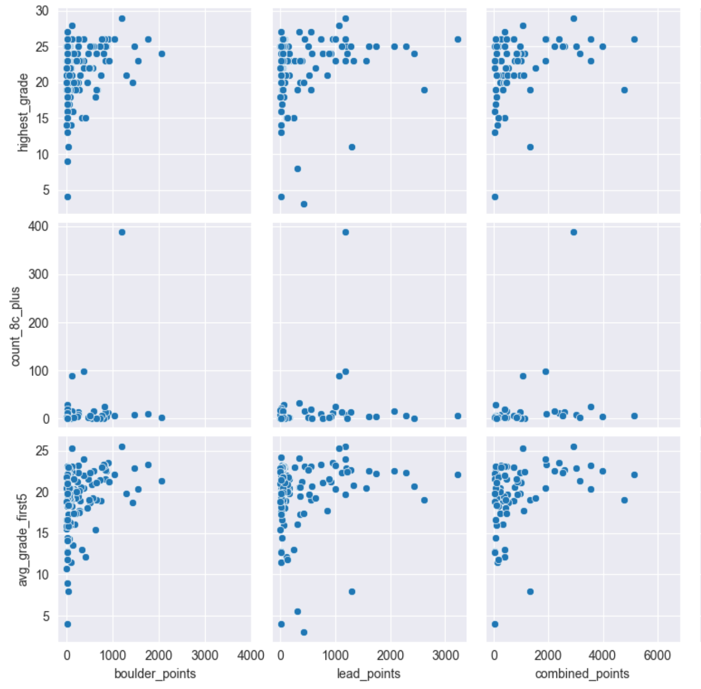 highest_grade
30
25
20
15
10
5
count_8c_plus
400
300
200
100
0
avg_grade_first5
25
20
15
10
5
0 1000 2000 3000 4000
0 1000 2000 3000
0 2000 4000 6000
boulder_points lead_points combined_points